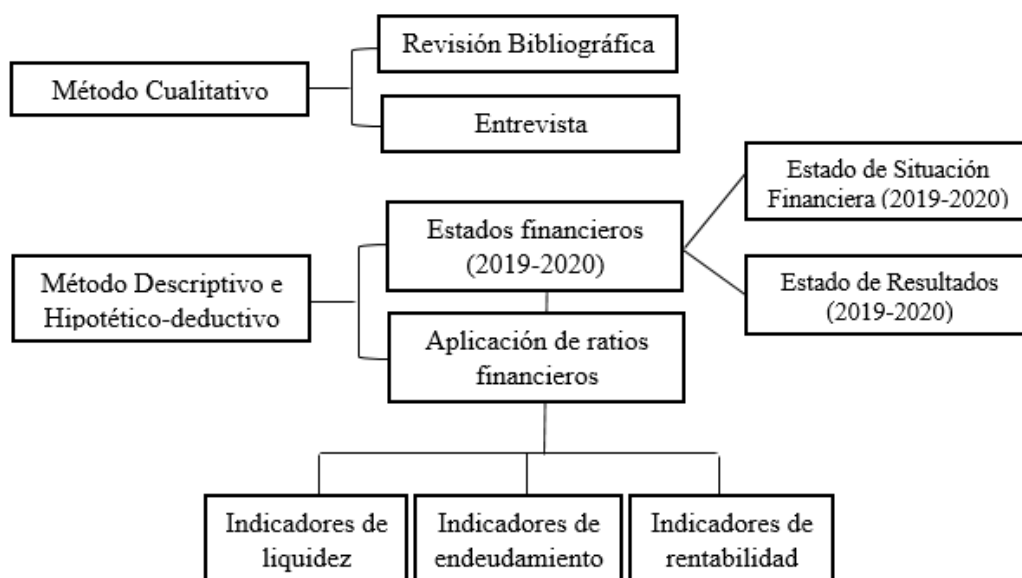 Revisión Bibliográfica
Método Cualitativo
Entrevista
Estado de Situación
Financiera (2019-2020)
Estados financieros
(2019-2020)
Método Descriptivo e
Hipotético-deductivo
Estado de Resultados
(2019-2020)
Aplicación de ratios
financieros
Indicadores de
liquidez
Indicadores de
endeudamiento
Indicadores de
rentabilidad